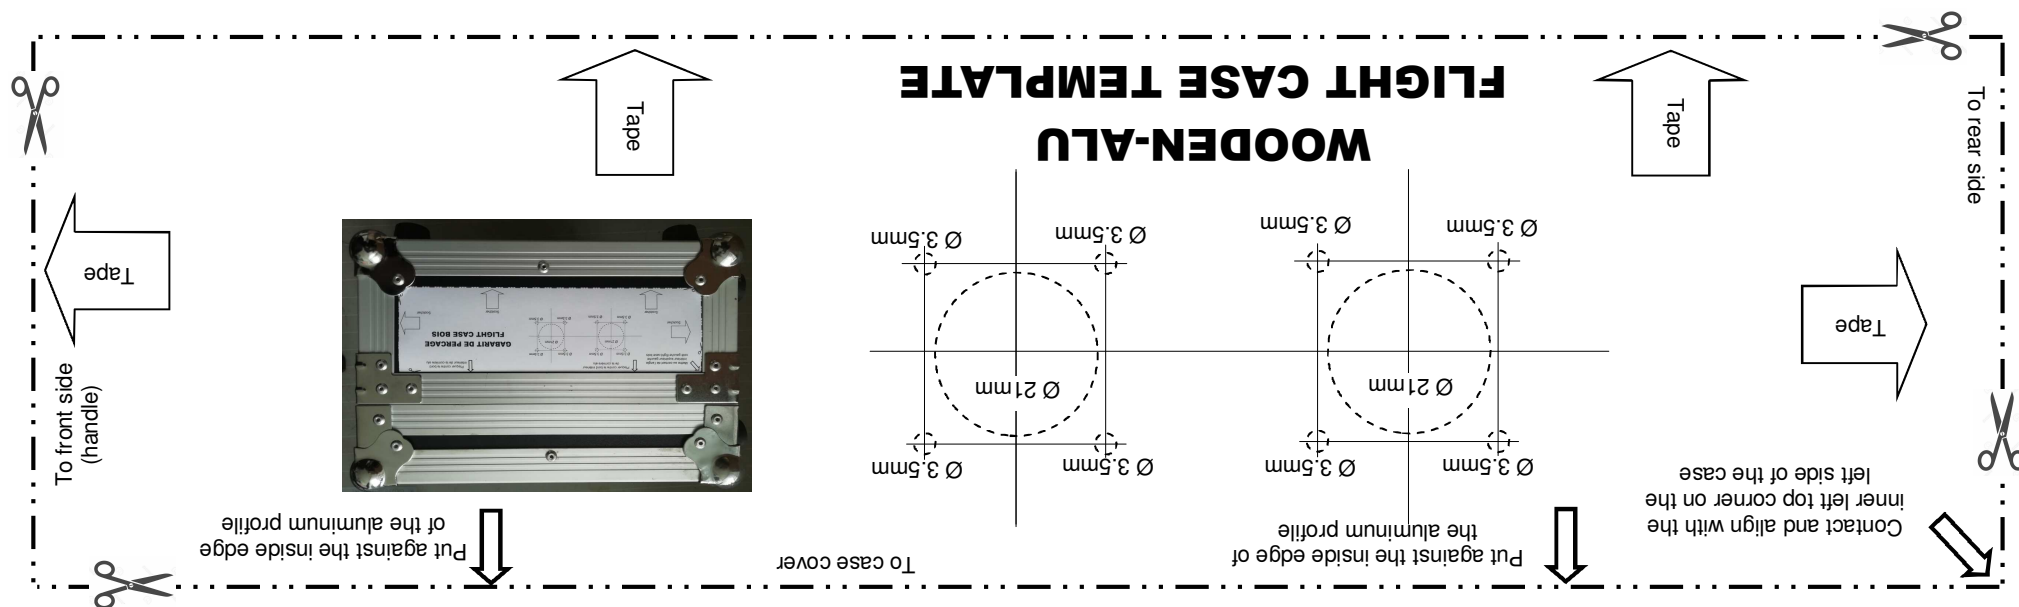 Contact and align with the
inner left top corner on the
left side of the case
Put against the inside edge of
the aluminum profile
To case cover
Put against the inside edge
of the aluminum profile
Ø 3.5mm
Ø 3.5mm
Ø 3.5mm
Ø 3.5mm
Ø 21mm
Ø 21mm
Ø 3.5mm
Ø 3.5mm
Ø 3.5mm
Ø 3.5mm
WOODEN-ALU
FLIGHT CASE TEMPLATE
Tape
Tape
Tape
Tape
To rear side
To front side
(handle)
GABARIT DE PERCAGE
FLIGHT CASE BOIS